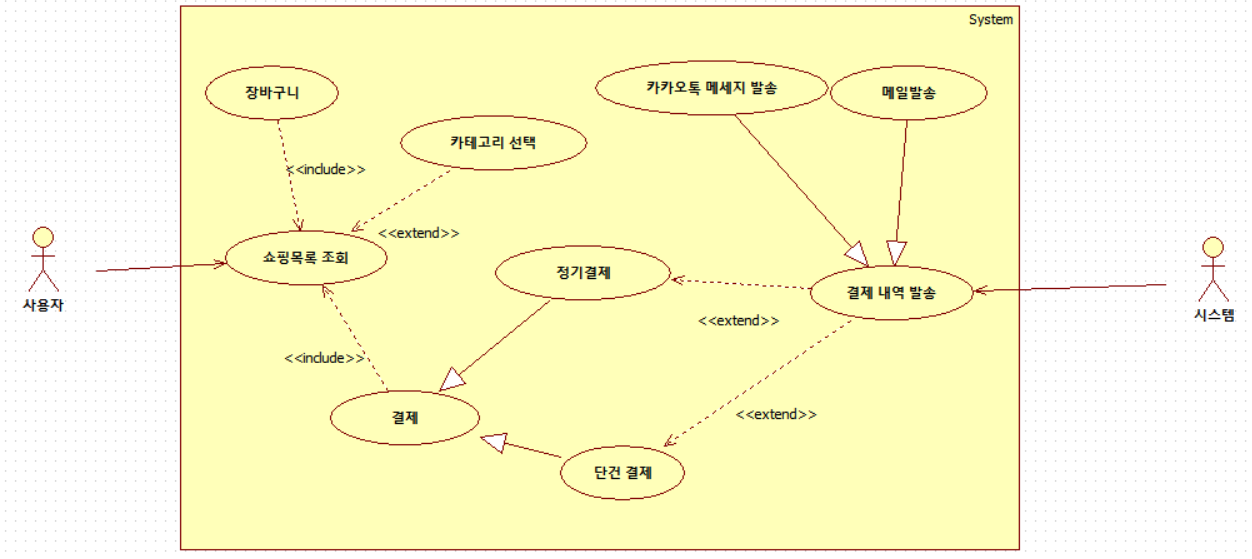 System
장바구니
카카오톡 메세지 발송
메일발송
카테고리 선택
<<include>>
<<extend>>
쇼핑목록 조회
정기결제
결제 내역 발송
사용자
시스템
<<extend>>
<<include>>
결제
<<extend>>
단건 결제